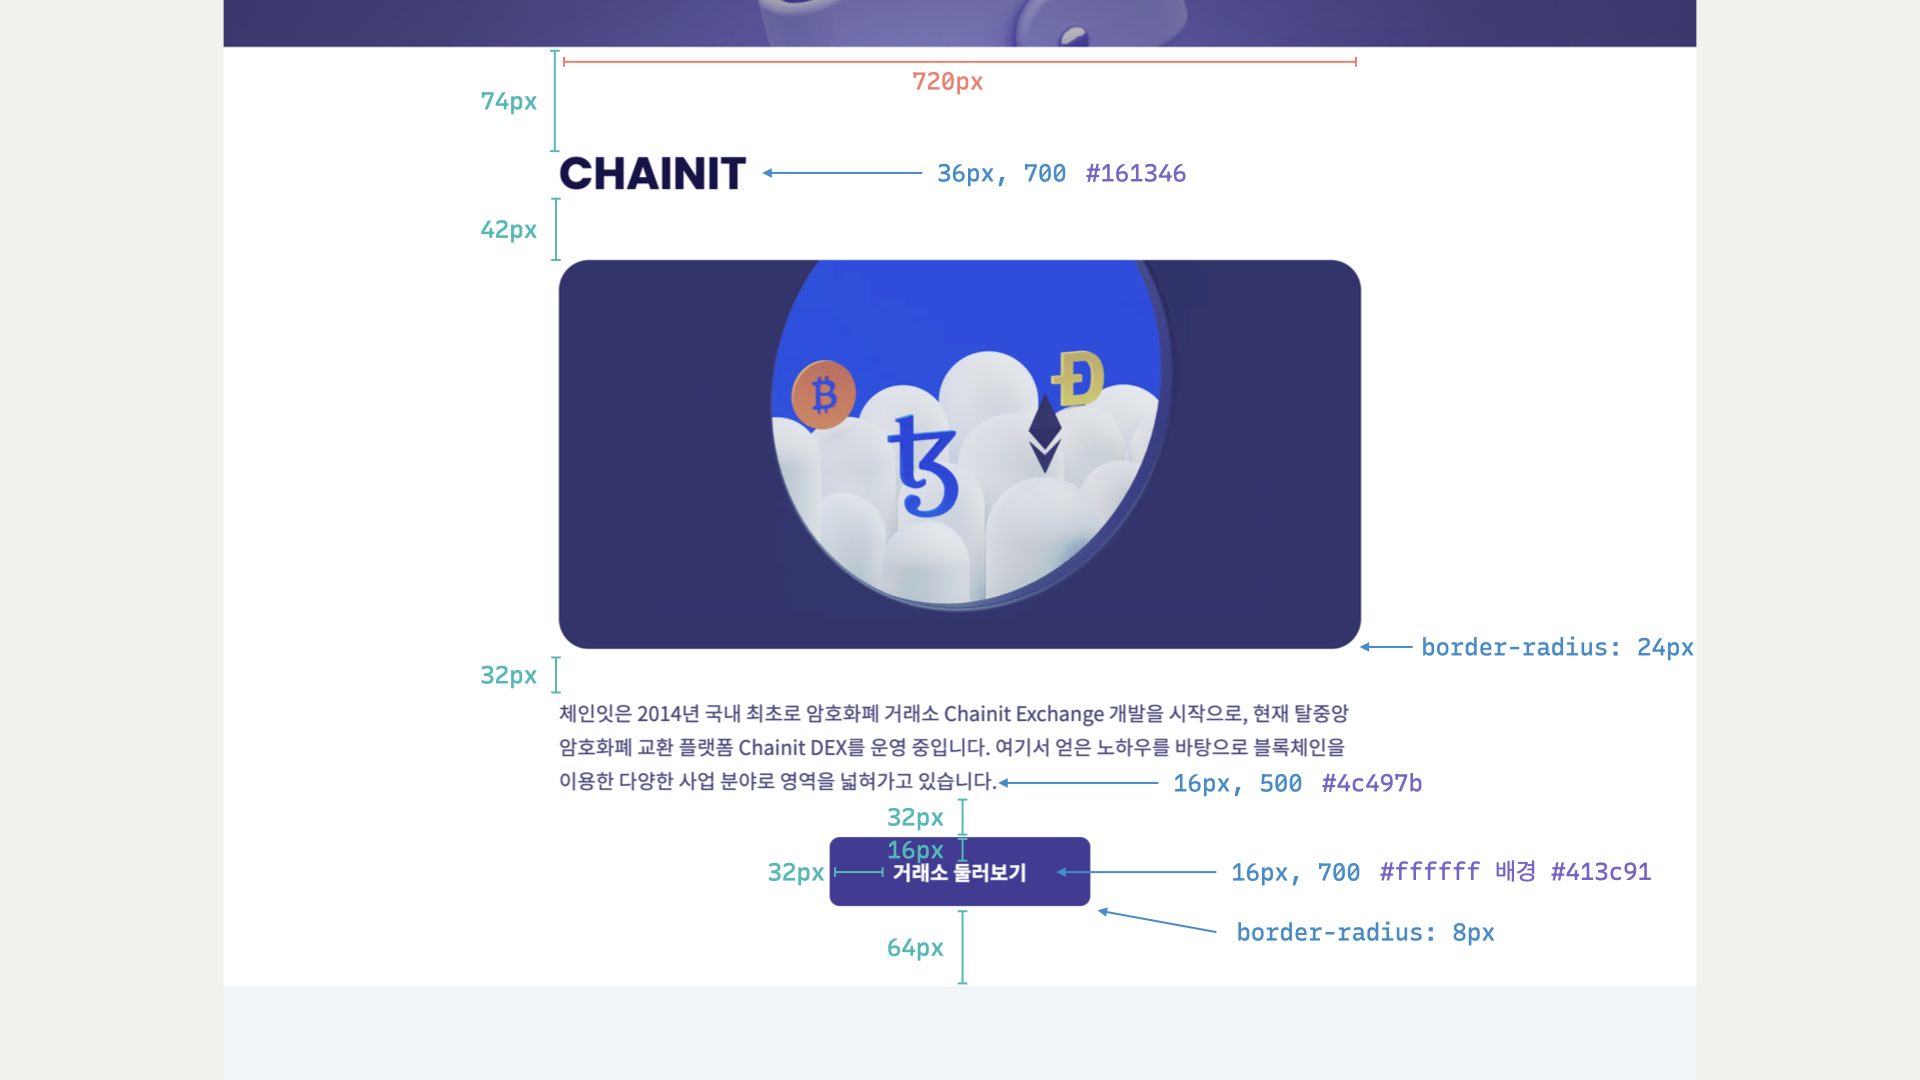 720px
74px
CHAINIT
36px, 700 #161346
42px
border-radius: 24px
32px
체인잇은 2014년 국내 최초로 암호화폐 거래소 Chainit Exchange 개발을 시작으로, 현재 탈중앙
암호화폐 교환 플랫폼 Chainit DEX를 운영 중입니다. 여기서 얻은 노하우를 바탕으로 블록체인을
이용한 다양한 사업 분야로 영역을 넓혀가고 있습니다.
16px, 500 #4c497b
32px
16px
32px
거래소 둘러보기
16px, 700 #ffffff 배경 #413c91
border-radius: 8px
64px